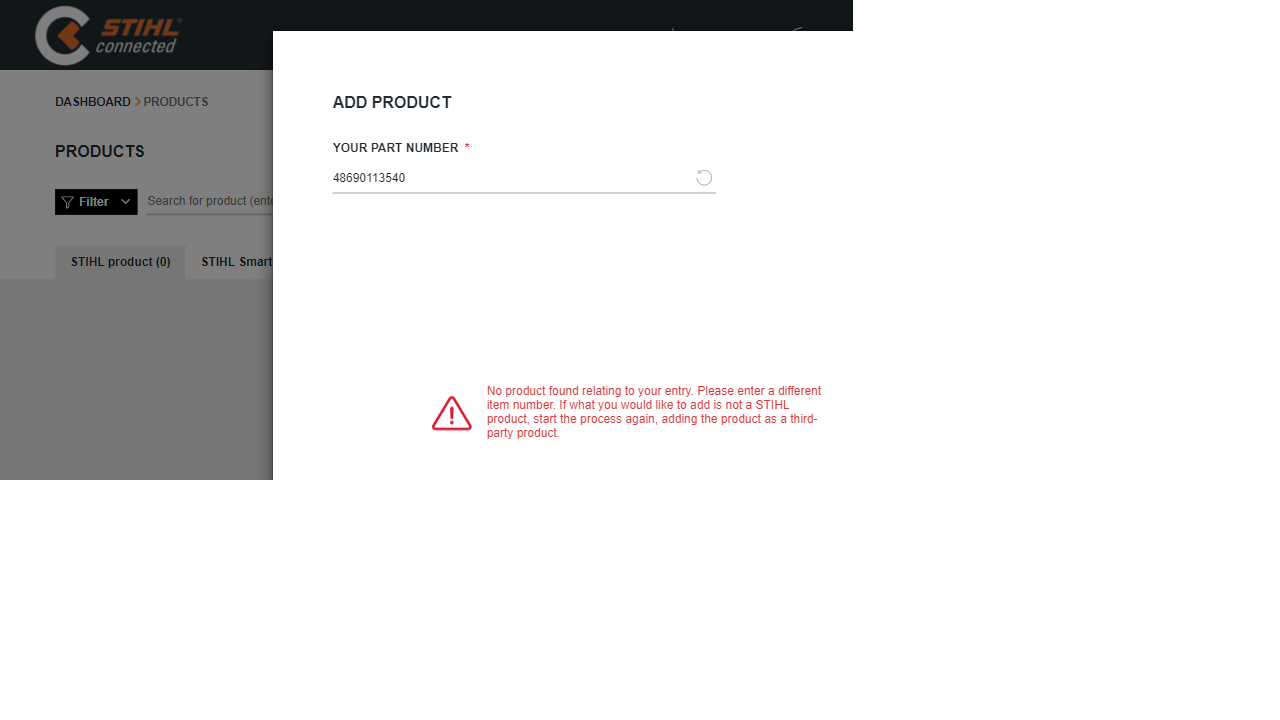 STIHL
connected
DASHBOARD > PRODUCTS
PRODUCTS
Filter
Search for product (ente
STIHL product (0)
STIHL Smart
ADD PRODUCT
YOUR PART NUMBER *
48690113540
No product found relating to your entry. Please enter a different
item number. If what you would like to add is not a STIHL
product, start the process again, adding the product as a third-
party product.